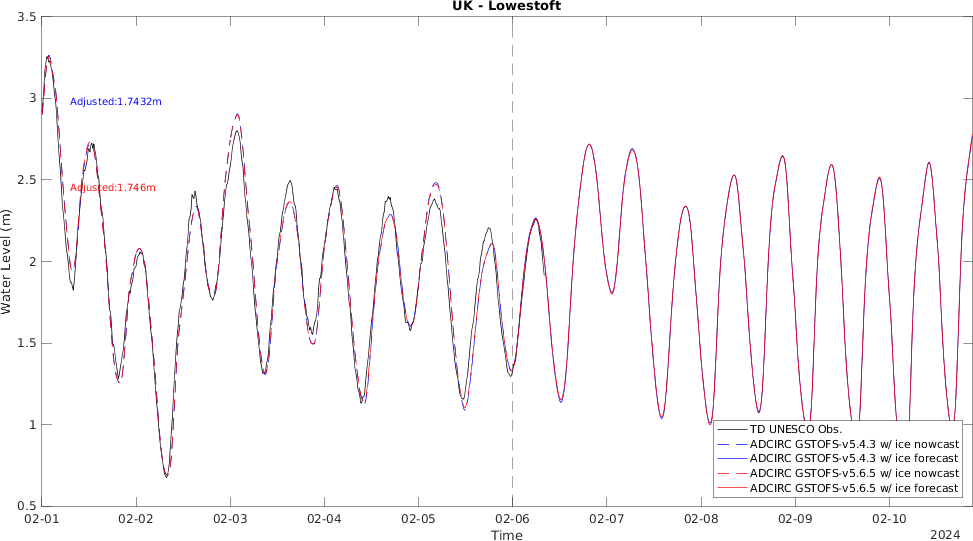 UK - Lowestoft
3.5
3
2.5
2
1.5
1
0.5
Water Level (m)
Adjusted:1.7432m
Adjusted:1.746m
TD UNESCO Obs.
ADCIRC GSTOFS-v5.4.3 w/ ice nowcast
ADCIRC GSTOFS-v5.4.3 w/ ice forecast
ADCIRC GSTOFS-v5.6.5 w/ ice nowcast
ADCIRC GSTOFS-v5.6.5 w/ ice forecast
02-01 02-02 02-03 02-04 02-05 02-06 02-07 02-08 02-09 02-10
Time
2024